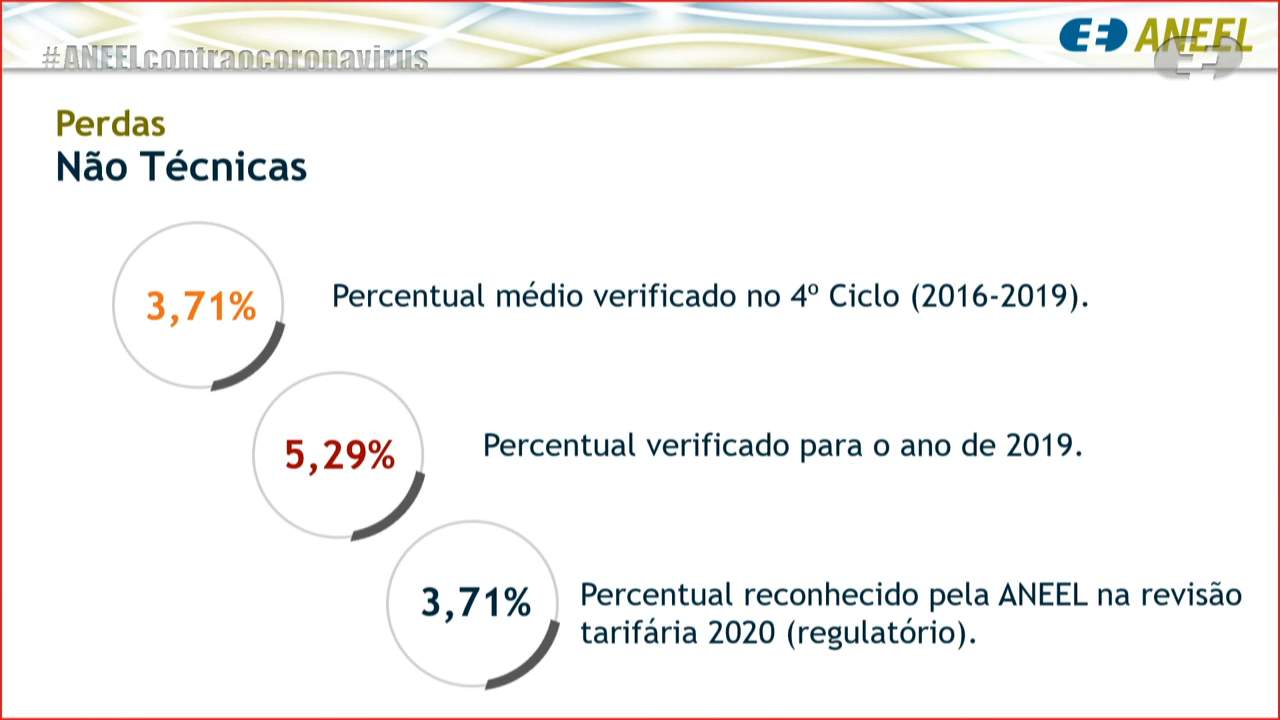 #ANEELcontraocoronavirus
ANEEL
Perdas
Não Técnicas
3,71%
Percentual médio verificado no 4º Ciclo (2016-2019).
5,29%
Percentual verificado para o ano de 2019.
3,71%
Percentual reconhecido pela ANEEL na revisão
tarifária 2020 (regulatório).